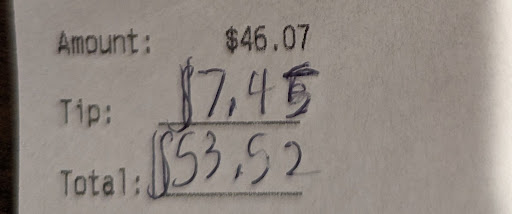 Amount: $46.07
Tip: $7.45
Total: $53.52